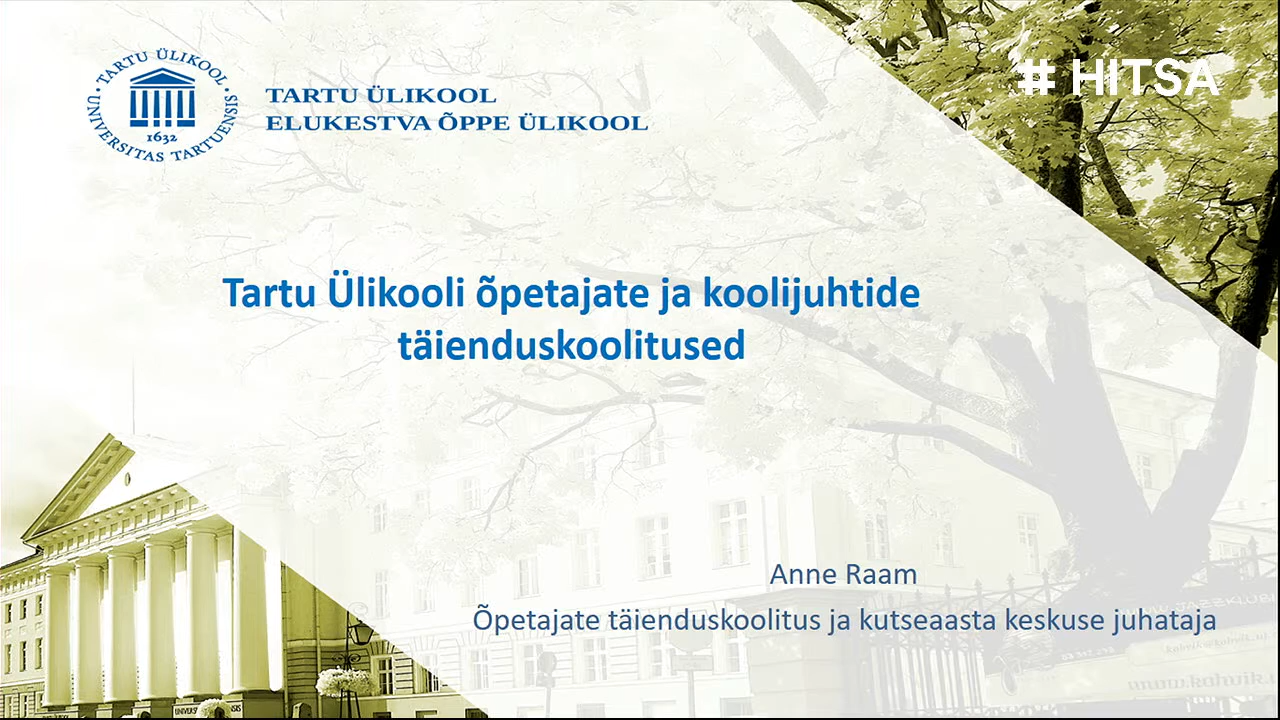 TARTU ÜLIKOOL
UNIVERSITAS TARTUENSIS
1632
TARTU ÜLIKOOL
ELUKESTVA ÕPPE ÜLIKOOL
# HITSA
Tartu Ülikooli õpetajate ja koolijuhtide
täienduskoolitused
Anne Raam
Õpetajate täienduskoolitus ja kutseaasta keskuse juhataja